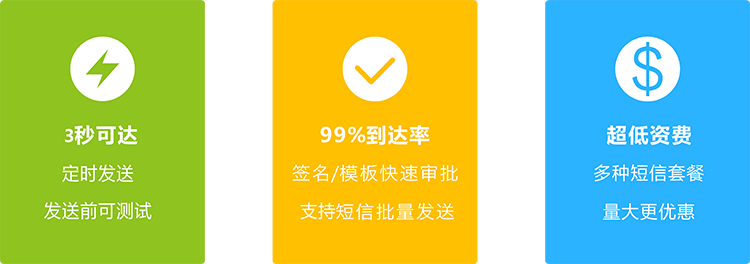 3秒可达
定时发送
发送前可测试
99%到达率
签名/模板快速审批
支持短信批量发送
$
超低资费
多种短信套餐
量大更优惠